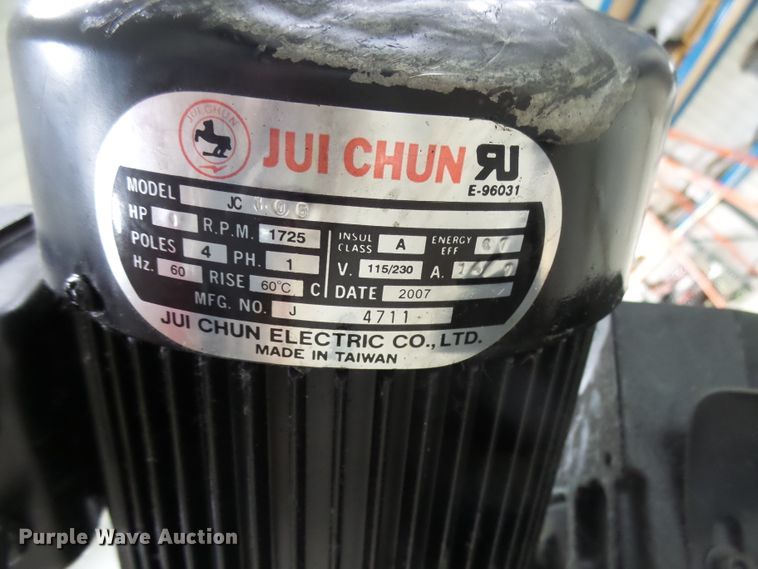 JUI CHUN
JUI CHUN
E-96031
MODEL JC
HP R.P.M. 1725
POLES 4 PH. 1
Hz. 60 RISE 60°C C
INSUL CLASS A ENERGY EFF 67
V. 115/230 A.
DATE 2007
MFG. NO. J 4711
JUI CHUN ELECTRIC CO., LTD.
MADE IN TAIWAN
Purple Wave Auction